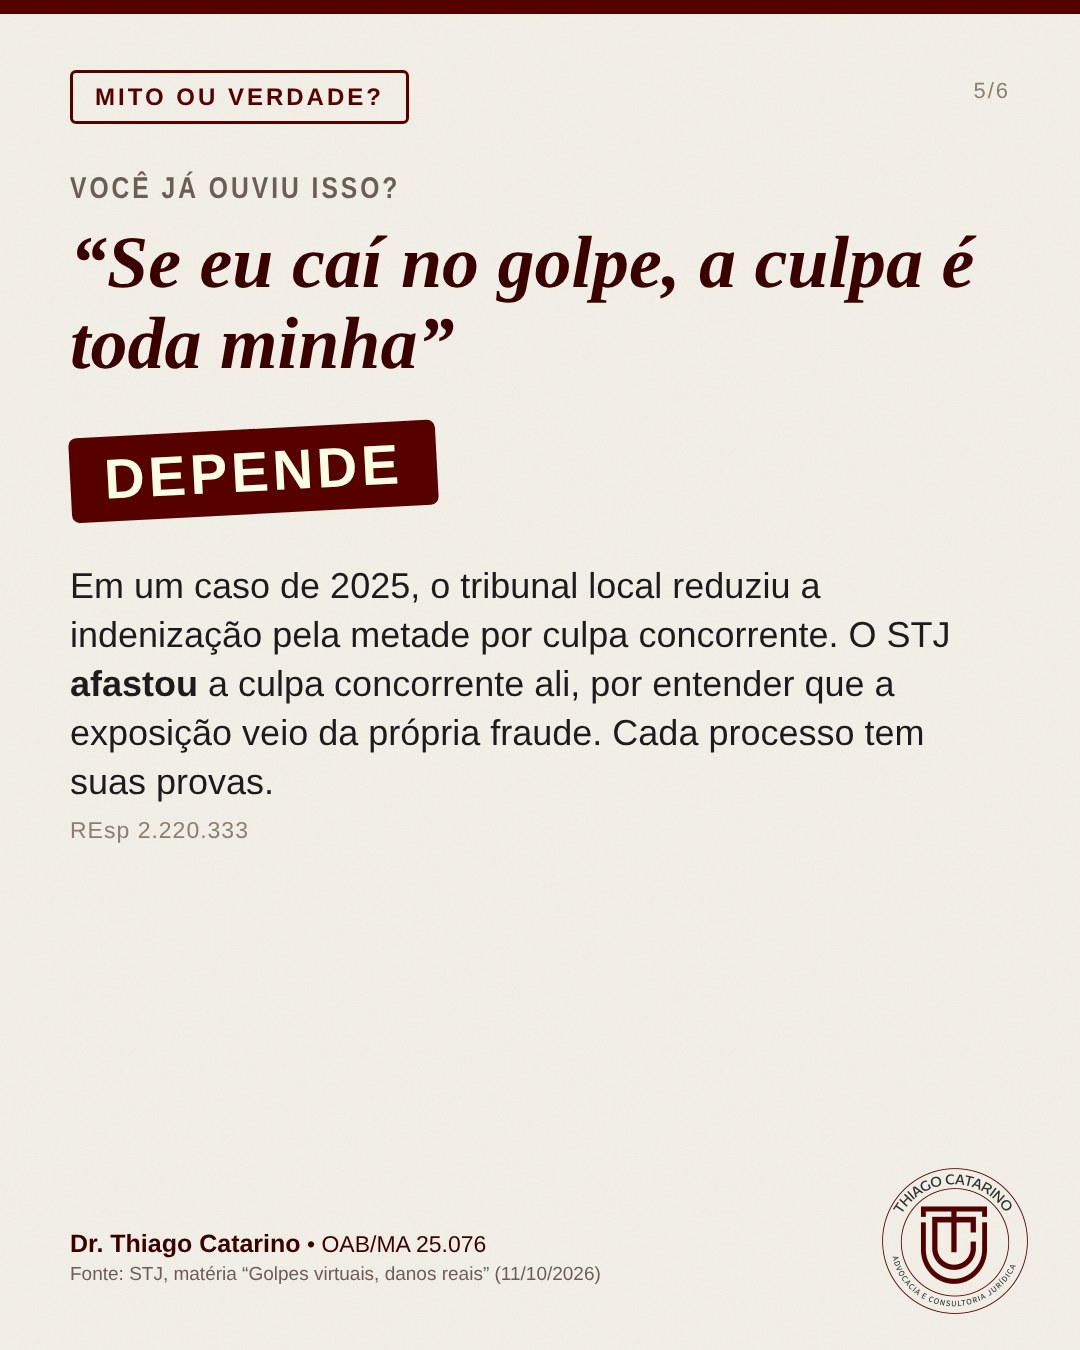 MITO OU VERDADE?
5/6
VOCÊ JÁ OUVIU ISSO?
“Se eu caí no golpe, a culpa é
toda minha”
DEPENDE
Em um caso de 2025, o tribunal local reduziu a
indenização pela metade por culpa concorrente. O STJ
afastou a culpa concorrente ali, por entender que a
exposição veio da própria fraude. Cada processo tem
suas provas.
REsp 2.220.333
Dr. Thiago Catarino • OAB/MA 25.076
Fonte: STJ, matéria “Golpes virtuais, danos reais” (11/10/2026)
THIAGO CATARINO
ADVOCACIA E CONSULTORIA JURÍDICA